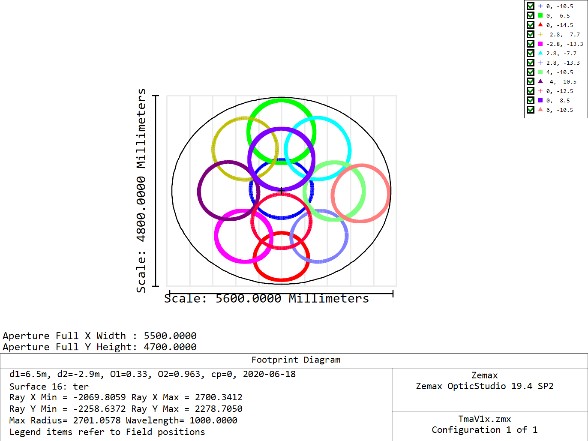 0, -10.5
0, -6.5
0, -14.5
-2.8, -7.7
-2.8, -13.3
2.8, -7.7
2.8, -13.3
4, -10.5
-4, -10.5
0, -12.5
0, -8.5
6, -10.5
Scale: 4800.0000 Millimeters
Scale: 5600.0000 Millimeters
Aperture Full X Width : 5500.0000
Aperture Full Y Height: 4700.0000
Footprint Diagram
d1=6.5m, d2=-2.9m, O1=0.33, O2=0.963, cp=0, 2020-06-18
Surface 16: ter
Ray X Min = -2069.8059 Ray X Max = 2700.3412
Ray Y Min = -2258.6372 Ray Y Max = 2278.7050
Max Radius= 2701.0578 Wavelength= 1000.0000
Legend items refer to Field positions
Zemax
Zemax OpticStudio 19.4 SP2
TmaV1x.zmx
Configuration 1 of 1